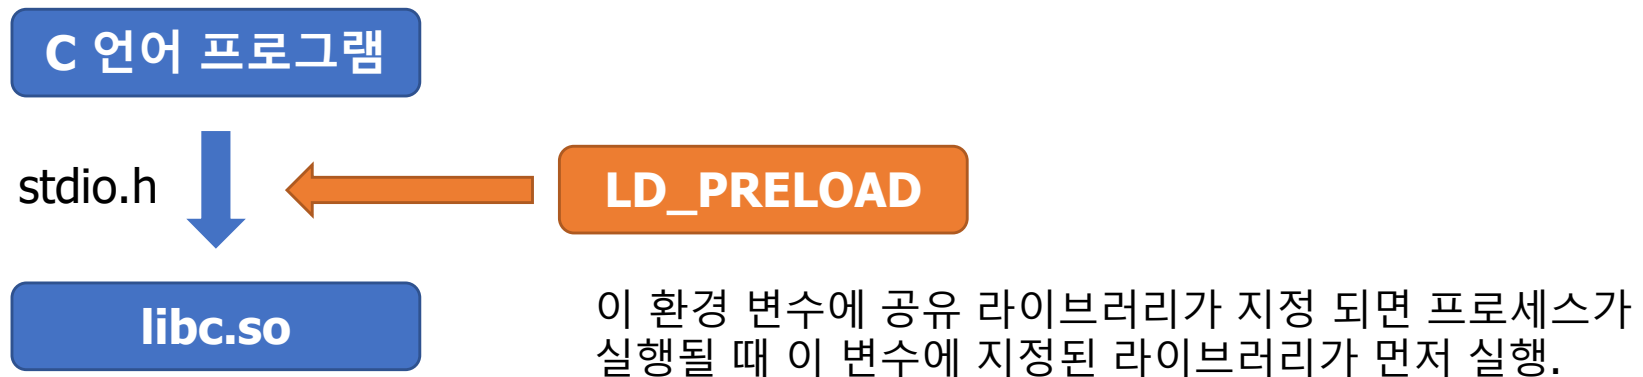 C 언어 프로그램
stdio.h
LD_PRELOAD
libc.so
이 환경 변수에 공유 라이브러리가 지정 되면 프로세스가
실행될 때 이 변수에 지정된 라이브러리가 먼저 실행.